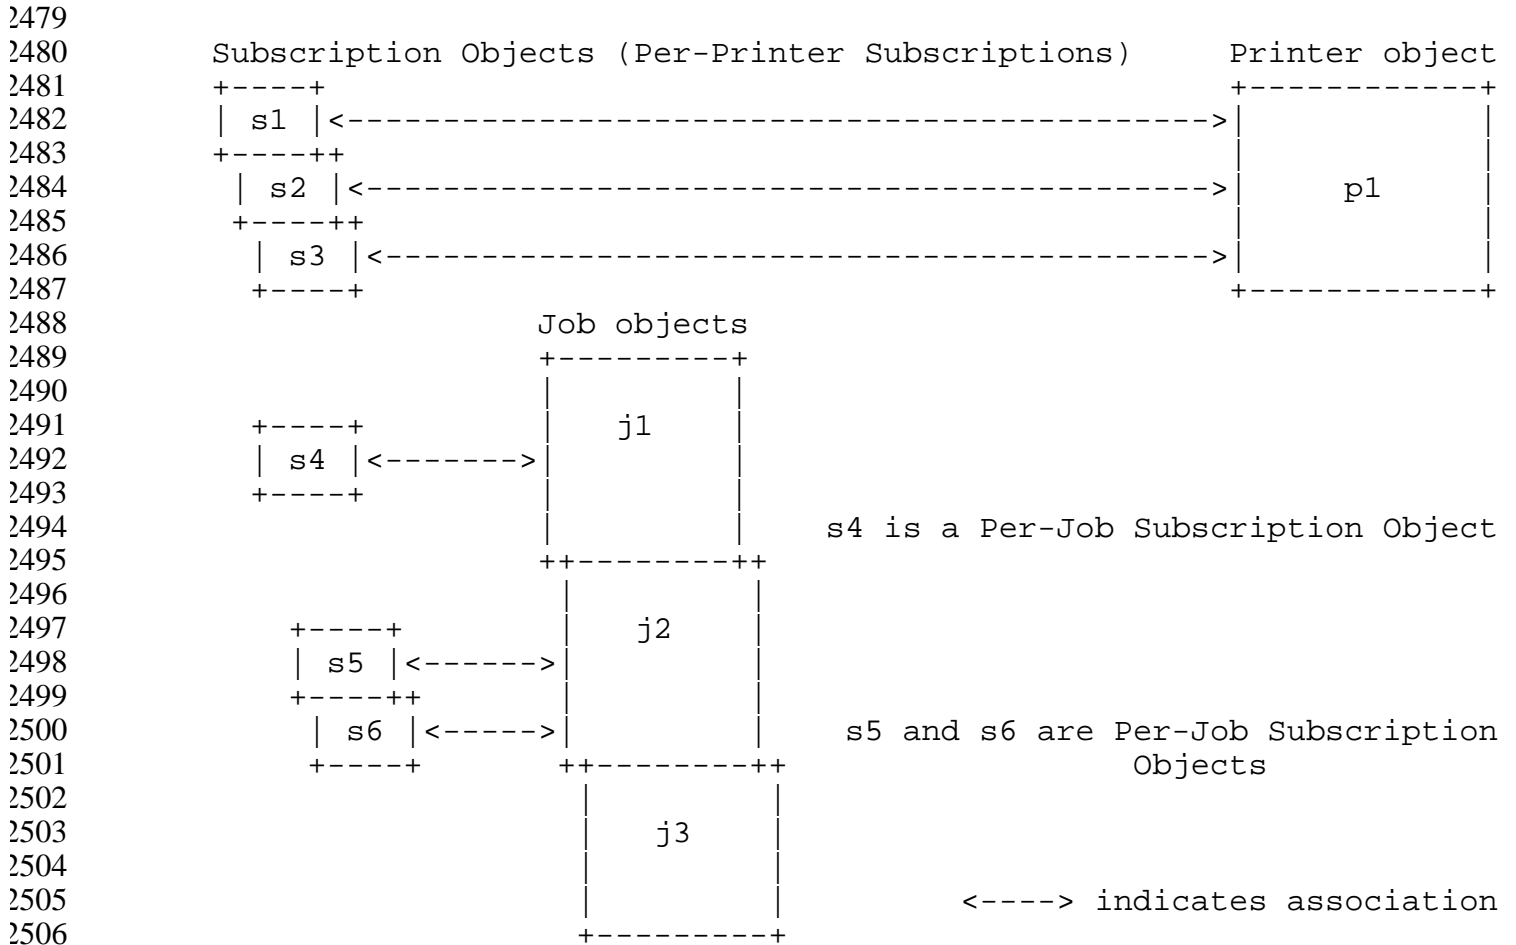 2479
2480 Subscription Objects (Per-Printer Subscriptions) Printer object
2481 +----+ +------------+
2482 | s1 |<--------------------------------------------->| |
2483 +----++ | |
2484 | s2 |<-------------------------------------------->| p1 |
2485 +----++ | |
2486 | s3 |<------------------------------------------->| |
2487 +----+ +------------+
2488 Job objects
2489 +---------+
2490 | |
2491 +----+ | j1 |
2492 | s4 |<------->| |
2493 +----+ | |
2494 | | s4 is a Per-Job Subscription Object
2495 ++--------++
2496 | |
2497 +----+ | j2 |
2498 | s5 |<------>| |
2499 +----++ | |
2500 | s6 |<----->| | s5 and s6 are Per-Job Subscription
2501 +----+ ++--------++ Objects
2502 | |
2503 | j3 |
2504 | |
2505 | | <----> indicates association
2506 +---------+